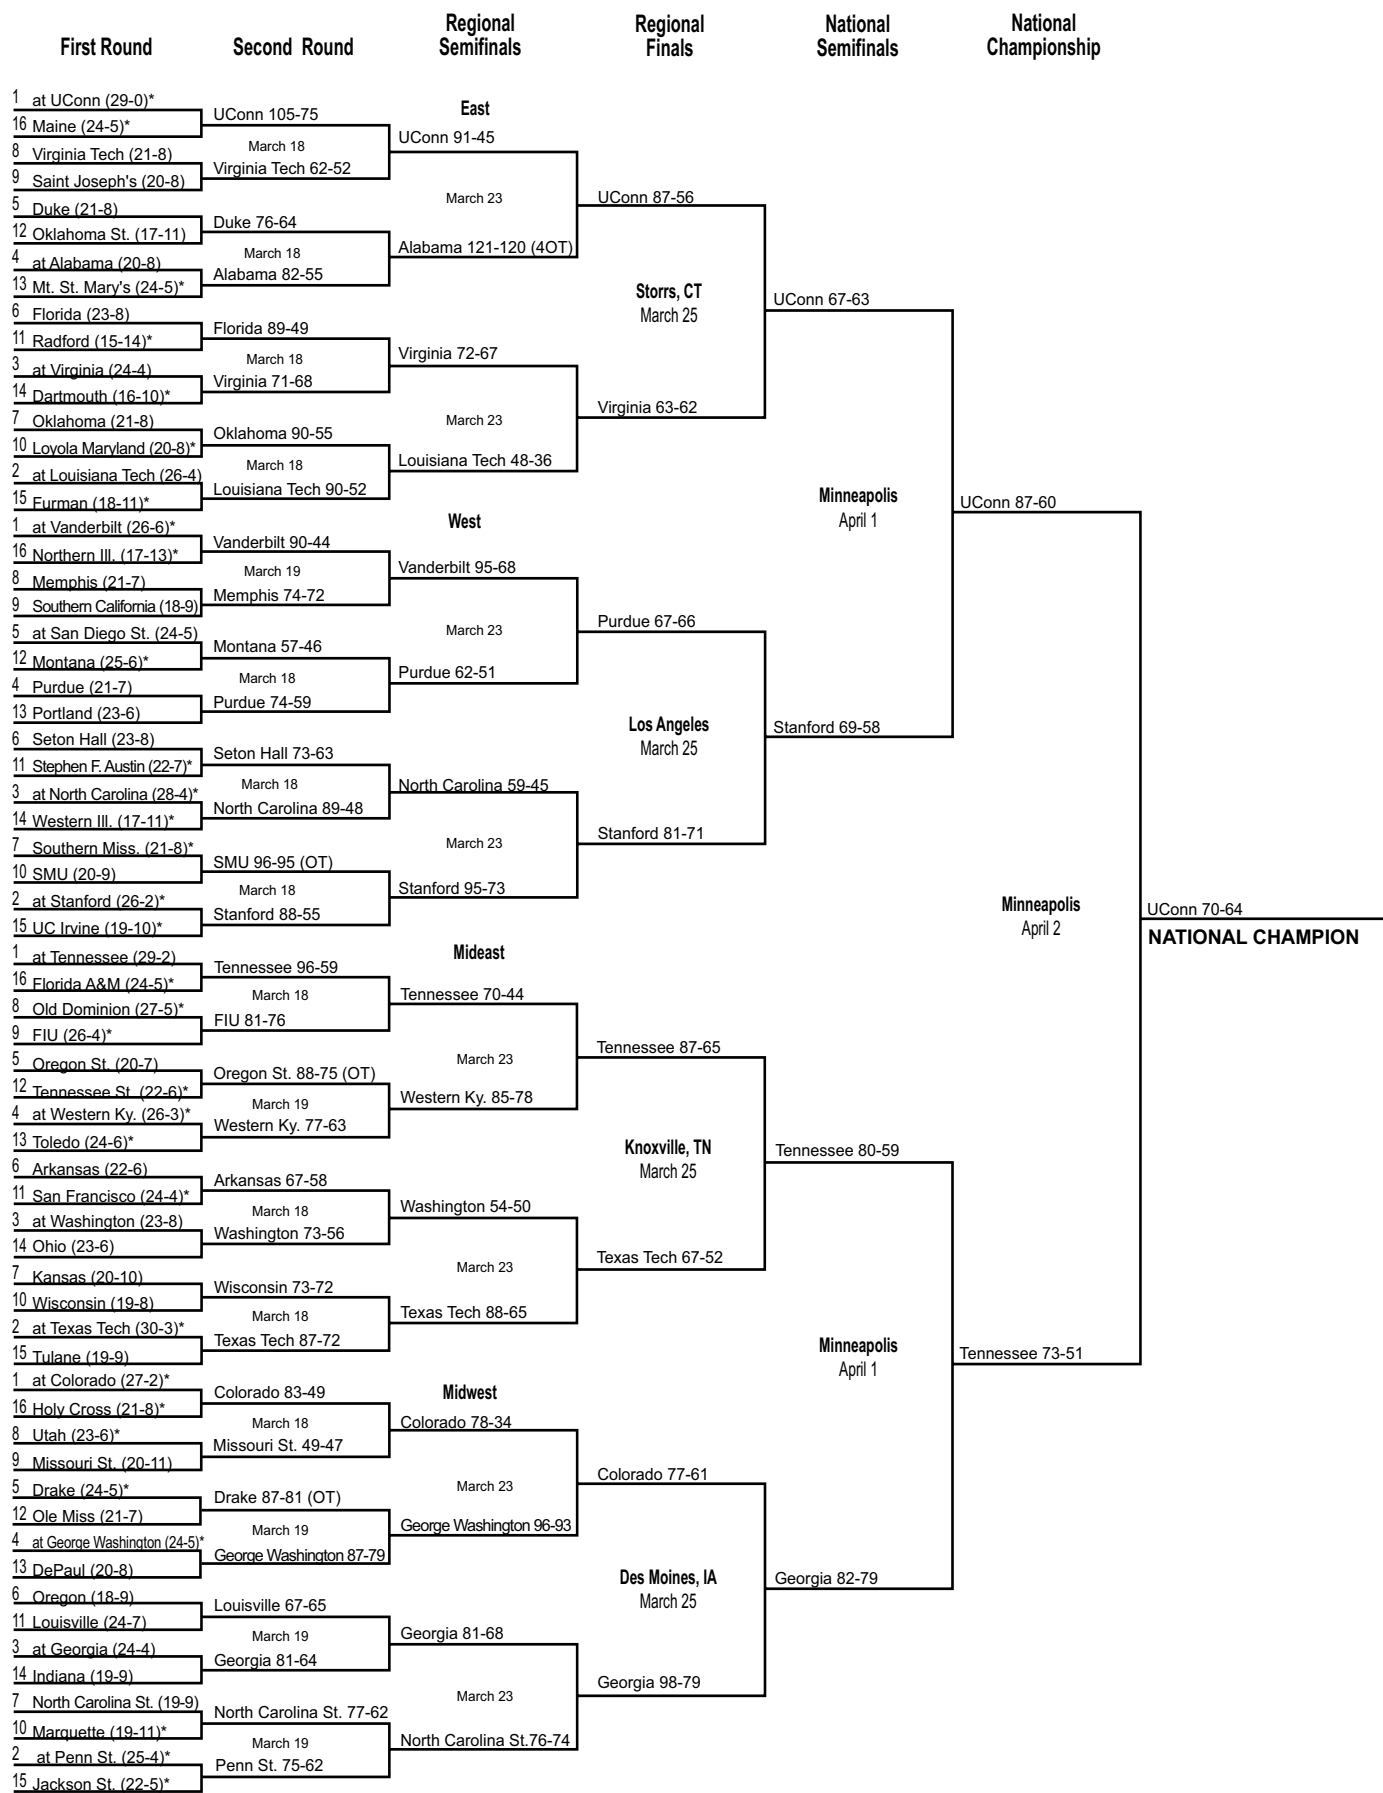 First Round
Second Round
Regional
Semifinals
Regional
Finals
National
Semifinals
National
Championship
East
1 at UConn (29-0)*
16 Maine (24-5)*
8 Virginia Tech (21-8)
9 Saint Joseph's (20-8)
5 Duke (21-8)
12 Oklahoma St. (17-11)
4 at Alabama (20-8)
13 Mt. St. Mary's (24-5)*
6 Florida (23-8)
11 Radford (15-14)*
3 at Virginia (24-4)
14 Dartmouth (16-10)*
7 Oklahoma (21-8)
10 Loyola Maryland (20-8)*
2 at Louisiana Tech (26-4)
15 Furman (18-11)*
UConn 105-75
March 18
Virginia Tech 62-52
Duke 76-64
March 18
Alabama 82-55
Florida 89-49
March 18
Virginia 71-68
Oklahoma 90-55
March 18
Louisiana Tech 90-52
UConn 91-45
March 23
Alabama 121-120 (4OT)
Virginia 72-67
March 23
Louisiana Tech 48-36
UConn 87-56
Storrs, CT
March 25
Virginia 63-62
UConn 67-63
West
1 at Vanderbilt (26-6)*
16 Northern Ill. (17-13)*
8 Memphis (21-7)
9 Southern California (18-9)
5 at San Diego St. (24-5)
12 Montana (25-6)*
4 Purdue (21-7)
13 Portland (23-6)
6 Seton Hall (23-8)
11 Stephen F. Austin (22-7)*
3 at North Carolina (28-4)*
14 Western Ill. (17-11)*
7 Southern Miss. (21-8)*
10 SMU (20-9)
2 at Stanford (26-2)*
15 UC Irvine (19-10)*
Vanderbilt 90-44
March 19
Memphis 74-72
Montana 57-46
March 18
Purdue 74-59
Seton Hall 73-63
March 18
North Carolina 89-48
SMU 96-95 (OT)
March 18
Stanford 88-55
Vanderbilt 95-68
March 23
Purdue 62-51
North Carolina 59-45
March 23
Stanford 95-73
Purdue 67-66
Los Angeles
March 25
Stanford 81-71
Stanford 69-58
Minneapolis
April 1
UConn 87-60
Mideast
1 at Tennessee (29-2)
16 Florida A&M (24-5)*
8 Old Dominion (27-5)*
9 FIU (26-4)*
5 Oregon St. (20-7)
12 Tennessee St. (22-6)*
4 at Western Ky. (26-3)*
13 Toledo (24-6)*
6 Arkansas (22-6)
11 San Francisco (24-4)*
3 at Washington (23-8)
14 Ohio (23-6)
7 Kansas (20-10)
10 Wisconsin (19-8)
2 at Texas Tech (30-3)*
15 Tulane (19-9)
Tennessee 96-59
March 18
FIU 81-76
Oregon St. 88-75 (OT)
March 19
Western Ky. 77-63
Arkansas 67-58
March 18
Washington 73-56
Wisconsin 73-72
March 18
Texas Tech 87-72
Tennessee 70-44
March 23
Western Ky. 85-78
Washington 54-50
March 23
Texas Tech 88-65
Tennessee 87-65
Knoxville, TN
March 25
Texas Tech 67-52
Tennessee 80-59
Midwest
1 at Colorado (27-2)*
16 Holy Cross (21-8)*
8 Utah (23-6)*
9 Missouri St. (20-11)
5 Drake (24-5)*
12 Ole Miss (21-7)
4 at George Washington (24-5)*
13 DePaul (20-8)
6 Oregon (18-9)
11 Louisville (24-7)
3 at Georgia (24-4)
14 Indiana (19-9)
7 North Carolina St. (19-9)
10 Marquette (19-11)*
2 at Penn St. (25-4)*
15 Jackson St. (22-5)*
Colorado 83-49
March 18
Missouri St. 49-47
Drake 87-81 (OT)
March 19
George Washington 87-79
Louisville 67-65
March 19
Georgia 81-64
North Carolina St. 77-62
March 19
Penn St. 75-62
Colorado 78-34
March 23
George Washington 96-93
Georgia 81-68
March 23
North Carolina St.76-74
Colorado 77-61
Des Moines, IA
March 25
Georgia 98-79
Georgia 82-79
Minneapolis
April 1
Tennessee 73-51
Minneapolis
April 2
UConn 70-64
NATIONAL CHAMPION